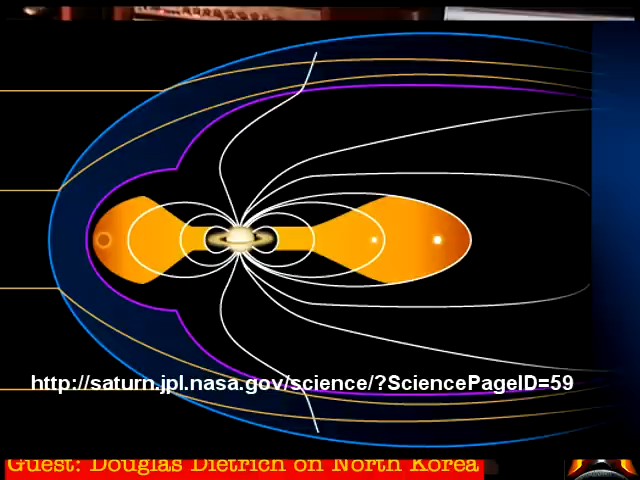 http://saturn.jpl.nasa.gov/science/?SciencePageID=59
Guest: Douglas Dietrich on North Korea